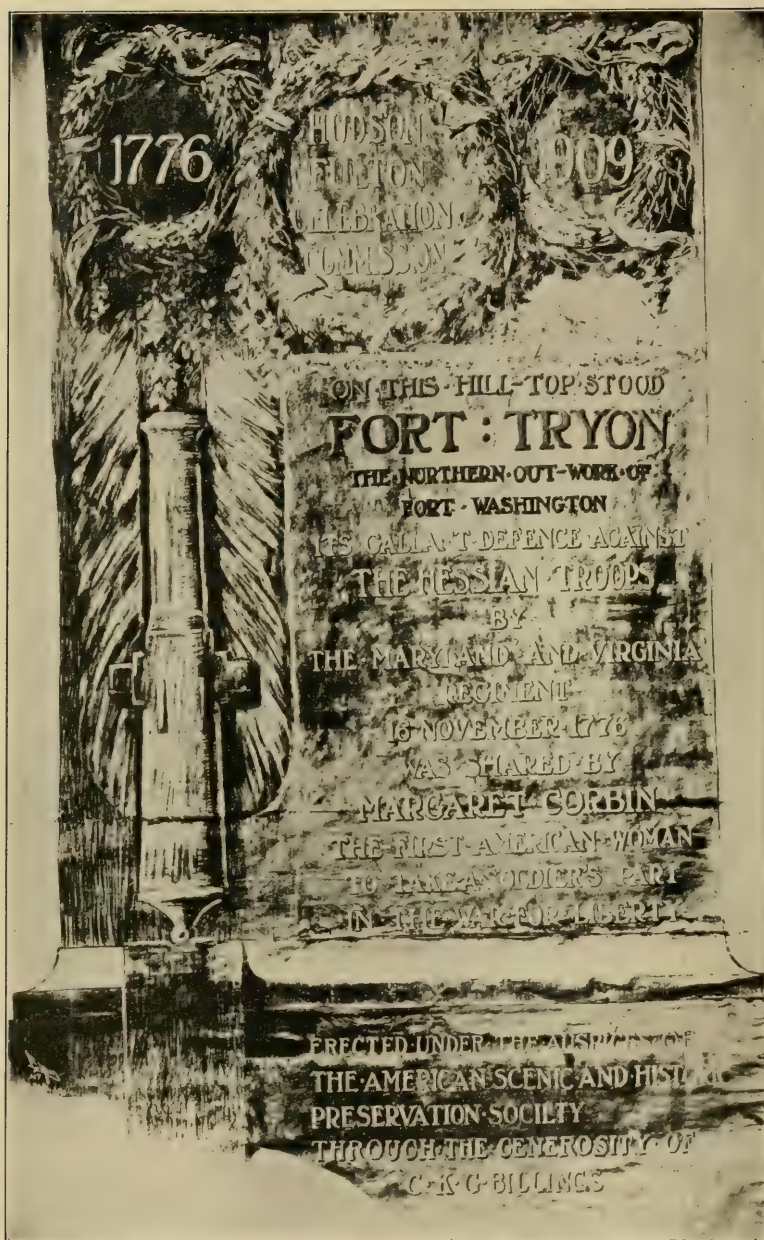 1776
HUDSON
FULTON
CELEBRATION
COMMISSION
1909
ON THIS · HILL-TOP · STOOD
FORT : TRYON
THE · NORTHERN · OUT-WORK · OF
FORT · WASHINGTON
ITS GALLANT · DEFENCE AGAINST
THE HESSIAN · TROOPS
BY
THE MARYLAND AND VIRGINIA
REGIMENT
16 NOVEMBER · 1776
WAS · SHARED · BY
MARGARET · CORBIN
THE · FIRST · AMERICAN · WOMAN
TO TAKE · A · SOLDIER'S PART
IN · THE · WAR · FOR · LIBERTY
ERECTED · UNDER · THE · AUSPICES · OF
THE · AMERICAN SCENIC AND HISTORIC
PRESERVATION · SOCIETY
THROUGH · THE · GENEROSITY OF
C · K · G · BILLINGS